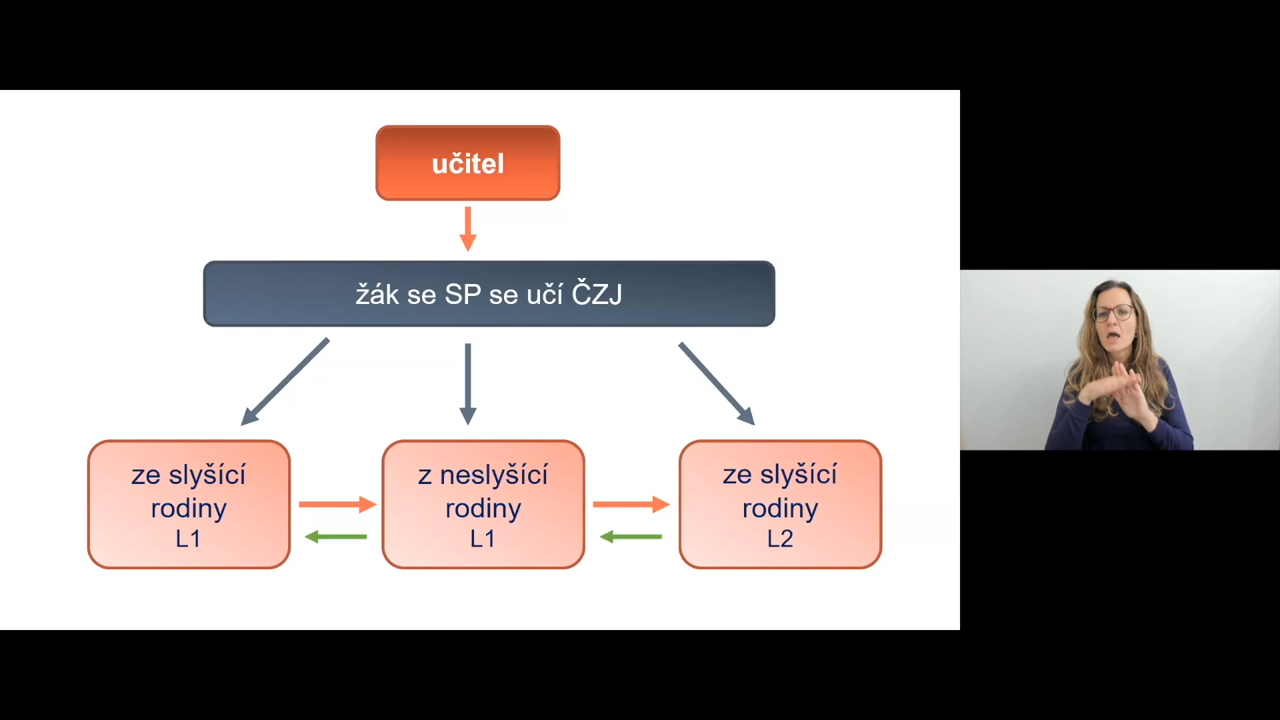 učitel
žák se SP se učí ČZJ
ze slyšící
rodiny
L1
z neslyšící
rodiny
L1
ze slyšící
rodiny
L2